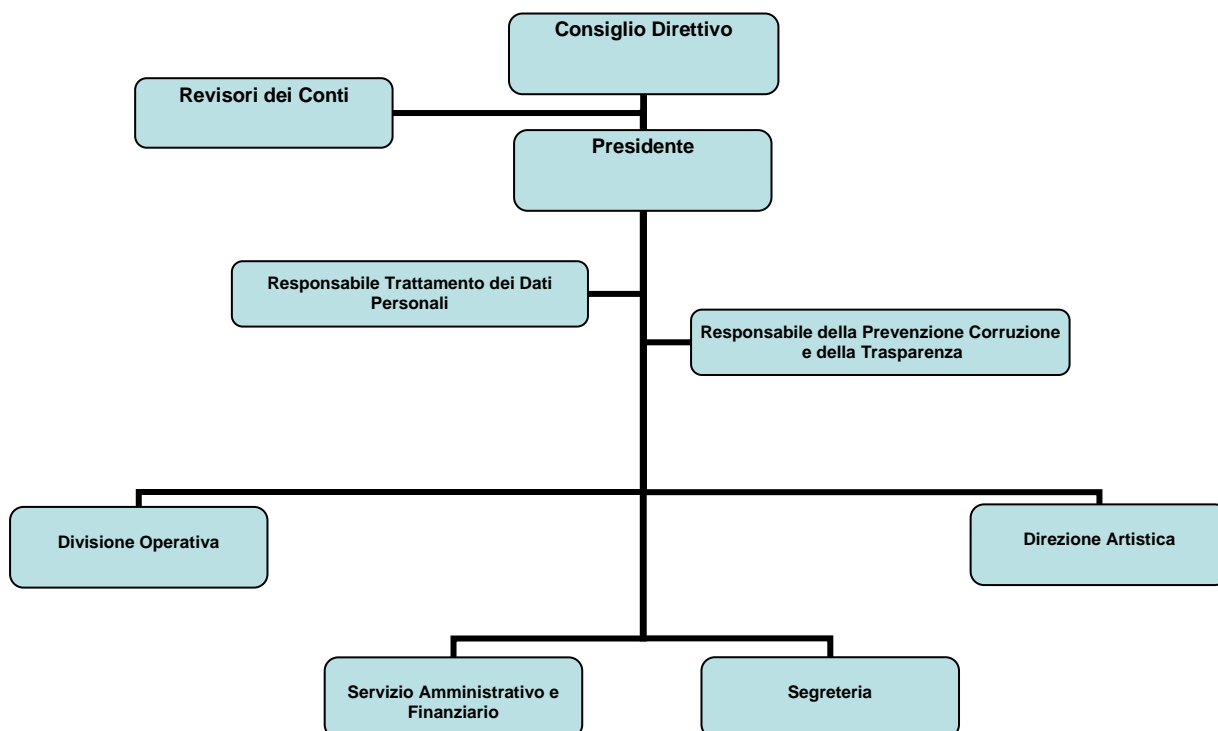 Consiglio Direttivo
Revisori dei Conti
Presidente
Responsabile Trattamento dei Dati
Personali
Responsabile della Prevenzione Corruzione
e della Trasparenza
Divisione Operativa
Direzione Artistica
Servizio Amministrativo e
Finanziario
Segreteria